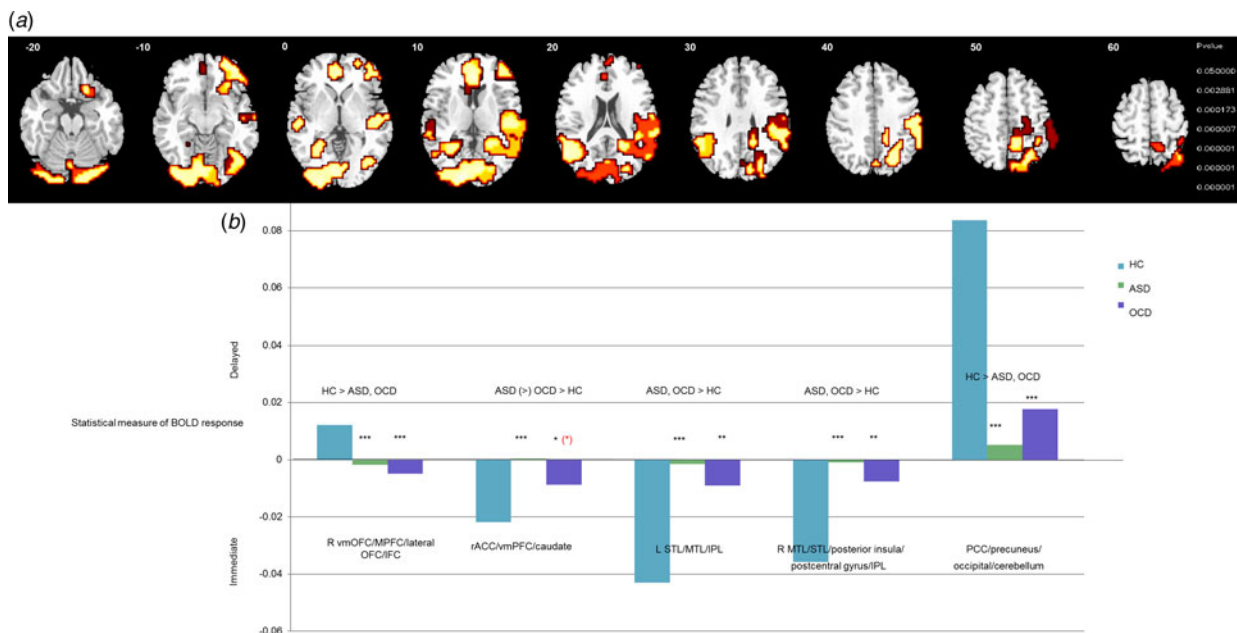 (a)
-20 -10 0 10 20 30 40 50 60 Pvalue
0.050000
0.002881
0.000173
0.000007
0.000001
0.000001
0.000001
(b)
0.08
0.06
0.04
0.02
0
-0.02
-0.04
-0.06
Delayed
Immediate
Statistical measure of BOLD response
HC
ASD
OCD
HC > ASD, OCD
*** ***
R vmOFC/MPFC/lateral
OFC/IFC
ASD (>) OCD > HC
*** * (*)
rACC/vmPFC/caudate
ASD, OCD > HC
*** **
L STL/MTL/IPL
ASD, OCD > HC
*** **
R MTL/STL/posterior insula/
postcentral gyrus/IPL
HC > ASD, OCD
*** ***
PCC/precuneus/
occipital/cerebellum